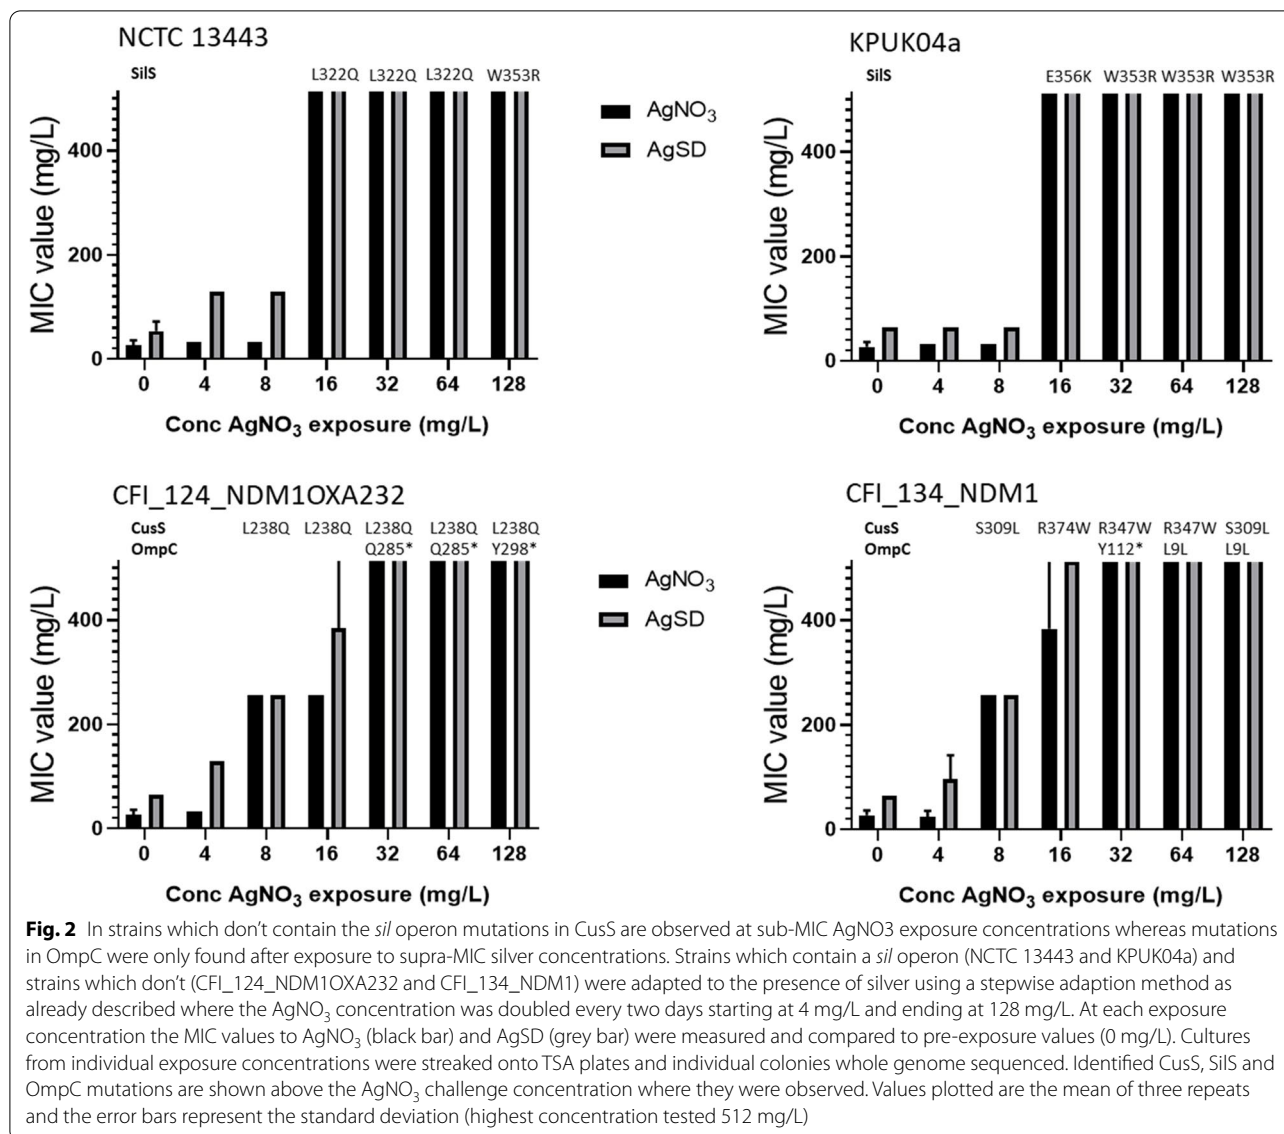 NCTC 13443
SilS L322Q L322Q L322Q W353R
MIC value (mg/L)
400
200
0
0 4 8 16 32 64 128
Conc AgNO3 exposure (mg/L)
AgNO3
AgSD
KPUK04a
SilS E356K W353R W353R W353R
MIC value (mg/L)
400
200
0
0 4 8 16 32 64 128
Conc AgNO3 exposure (mg/L)
CFI_124_NDM1OXA232
CusS L238Q L238Q L238Q L238Q L238Q
OmpC Q285* Q285* Y298*
MIC value (mg/L)
400
200
0
0 4 8 16 32 64 128
Conc AgNO3 exposure (mg/L)
AgNO3
AgSD
CFI_134_NDM1
CusS S309L R374W R347W R347W S309L
OmpC Y112* L9L L9L
MIC value (mg/L)
400
200
0
0 4 8 16 32 64 128
Conc AgNO3 exposure (mg/L)
Fig. 2 In strains which don't contain the sil operon mutations in CusS are observed at sub-MIC AgNO3 exposure concentrations whereas mutations
in OmpC were only found after exposure to supra-MIC silver concentrations. Strains which contain a sil operon (NCTC 13443 and KPUK04a) and
strains which don't (CFI_124_NDM1OXA232 and CFI_134_NDM1) were adapted to the presence of silver using a stepwise adaption method as
already described where the AgNO3 concentration was doubled every two days starting at 4 mg/L and ending at 128 mg/L. At each exposure
concentration the MIC values to AgNO3 (black bar) and AgSD (grey bar) were measured and compared to pre-exposure values (0 mg/L). Cultures
from individual exposure concentrations were streaked onto TSA plates and individual colonies whole genome sequenced. Identified CusS, SilS and
OmpC mutations are shown above the AgNO3 challenge concentration where they were observed. Values plotted are the mean of three repeats
and the error bars represent the standard deviation (highest concentration tested 512 mg/L)